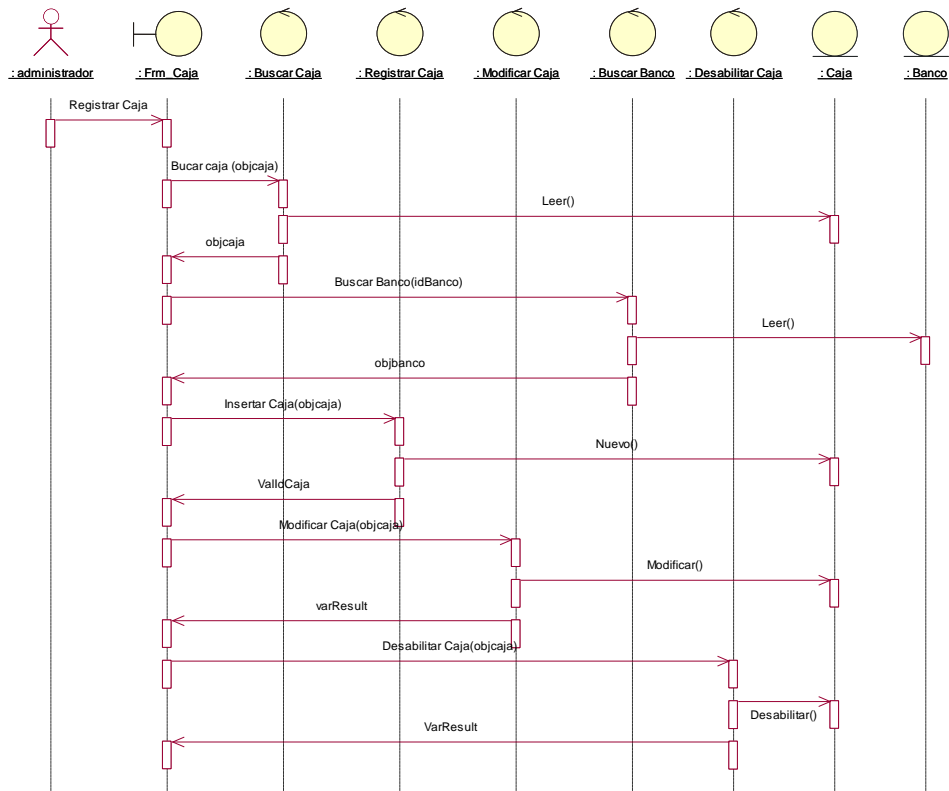 : administrador
: Frm_Caja
: Buscar Caja
: Registrar Caja
: Modificar Caja
: Buscar Banco
: Desabilitar Caja
: Caja
: Banco
Registrar Caja
Bucar caja (objcaja)
Leer()
objcaja
Buscar Banco(idBanco)
Leer()
objbanco
Insertar Caja(objcaja)
Nuevo()
ValIdCaja
Modificar Caja(objcaja)
Modificar()
varResult
Desabilitar Caja(objcaja)
Desabilitar()
VarResult